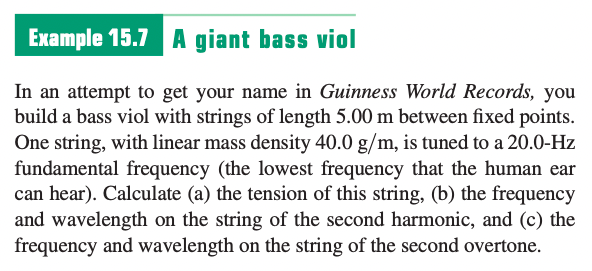 Example 15.7 A giant bass viol
In an attempt to get your name in Guinness World Records, you
build a bass viol with strings of length 5.00 m between fixed points.
One string, with linear mass density 40.0 g/m, is tuned to a 20.0-Hz
fundamental frequency (the lowest frequency that the human ear
can hear). Calculate (a) the tension of this string, (b) the frequency
and wavelength on the string of the second harmonic, and (c) the
frequency and wavelength on the string of the second overtone.